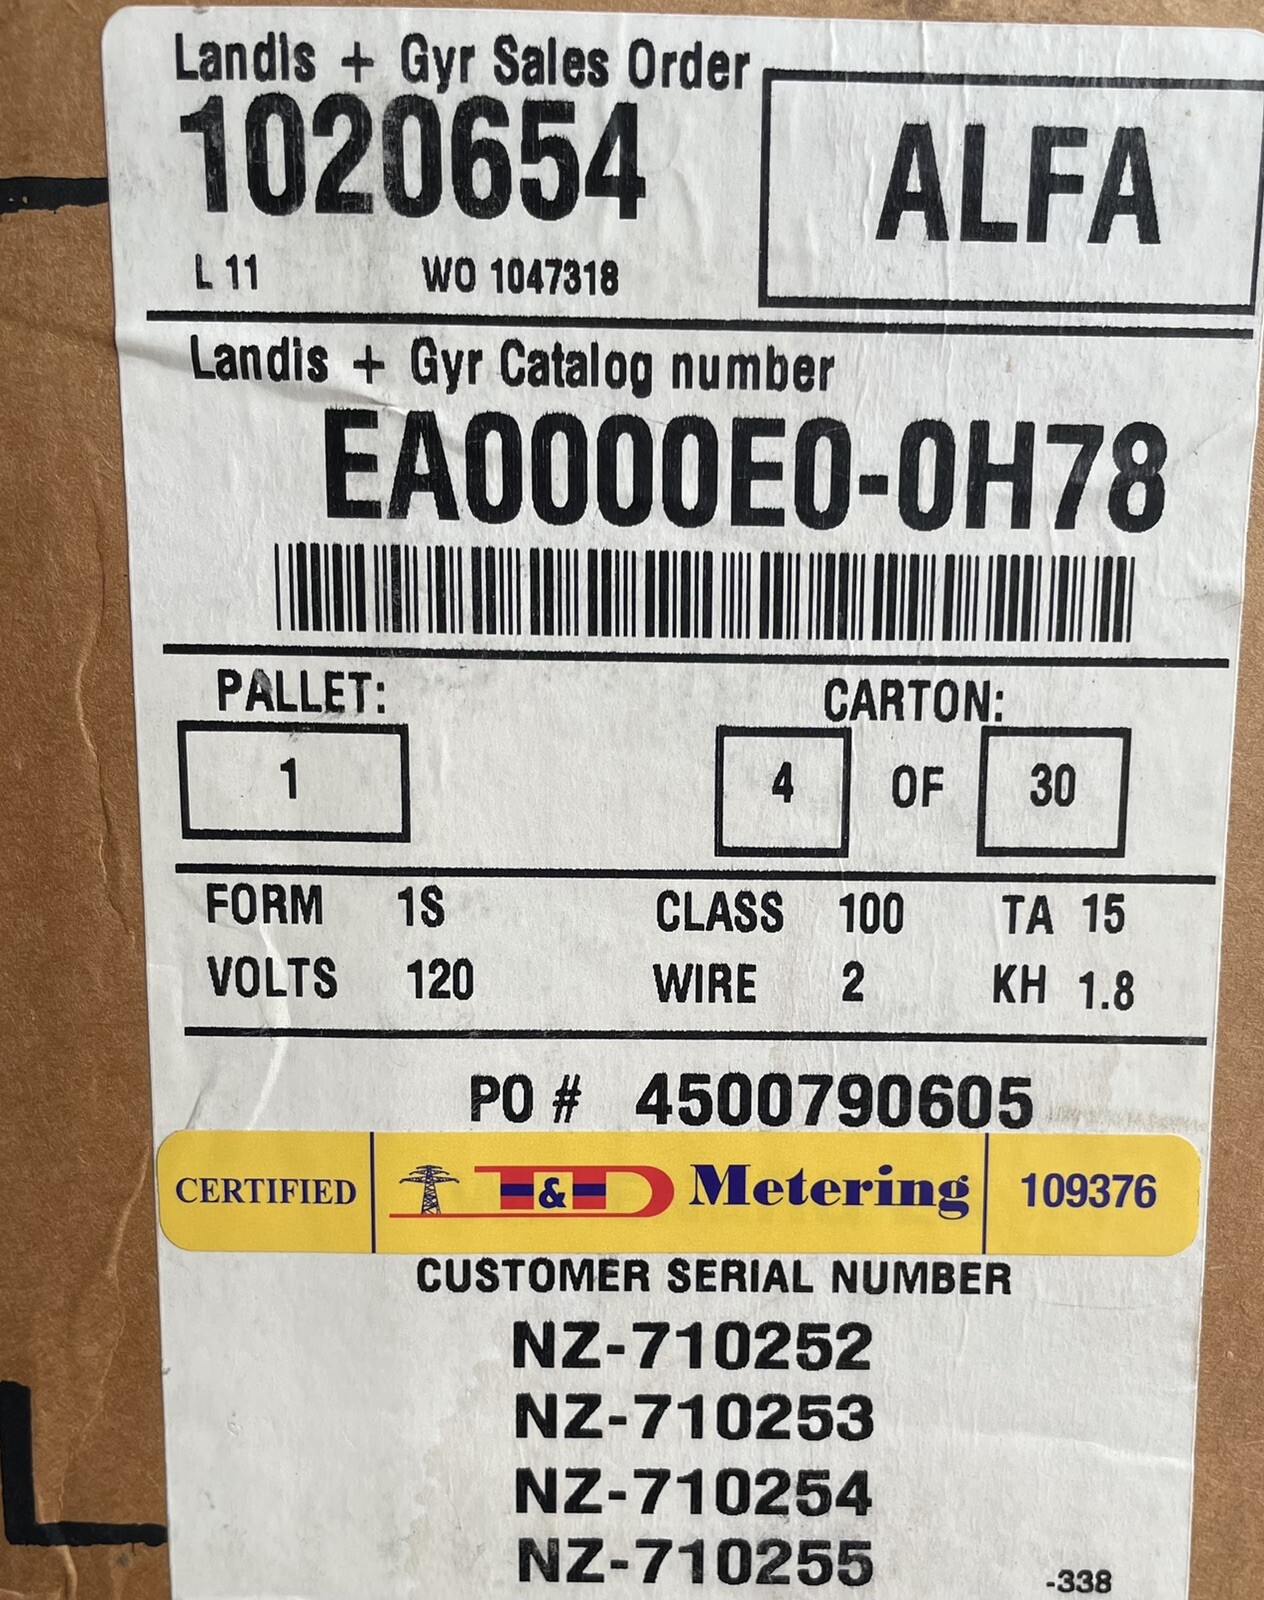 Landis + Gyr Sales Order
1020654
ALFA
L 11 WO 1047318
Landis + Gyr Catalog number
EA0000E0-0H78
PALLET: CARTON:
1 4 OF 30
FORM 1S CLASS 100 TA 15
VOLTS 120 WIRE 2 KH 1.8
PO # 4500790605
CERTIFIED T&D Metering 109376
CUSTOMER SERIAL NUMBER
NZ-710252
NZ-710253
NZ-710254
NZ-710255
-338